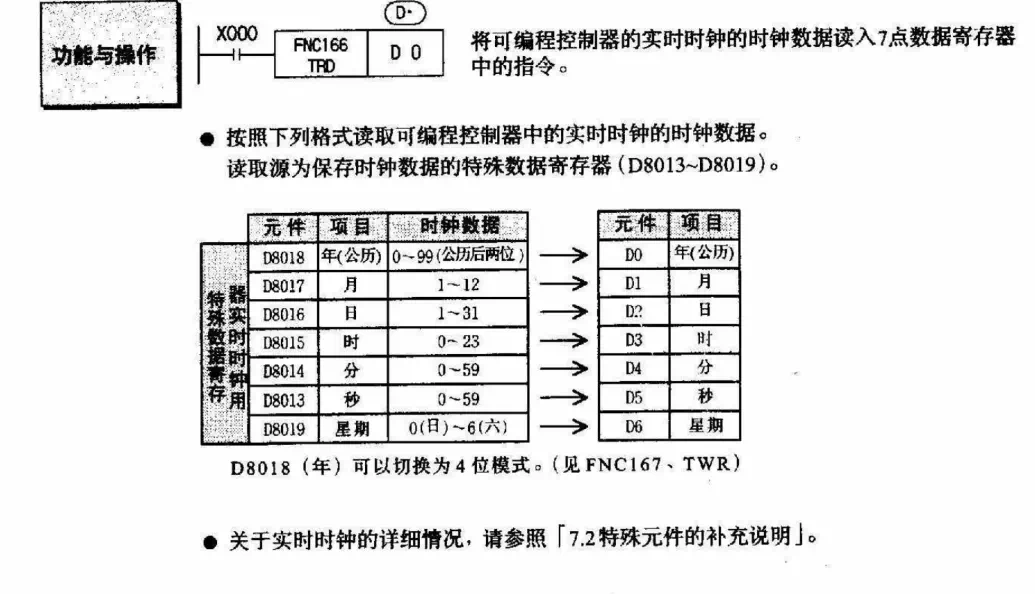 功能与操作
X000
FNC166
TRD
D·
D 0
将可编程控制器的实时时钟的时钟数据读入7点数据寄存器
中的指令。
● 按照下列格式读取可编程控制器中的实时时钟的时钟数据。
读取源为保存时钟数据的特殊数据寄存器(D8013~D8019)。
特殊数据寄存
器实时时钟用
元件 项目 时钟数据 元件 项目
D8018 年(公历) 0~99(公历后两位) → D0 年(公历)
D8017 月 1~12 → D1 月
D8016 日 1~31 → D2 日
D8015 时 0~23 → D3 时
D8014 分 0~59 → D4 分
D8013 秒 0~59 → D5 秒
D8019 星期 0(日)~6(六) → D6 星期
D8018(年)可以切换为4位模式。(见FNC167、TWR)
● 关于实时时钟的详细情况,请参照「7.2特殊元件的补充说明」。